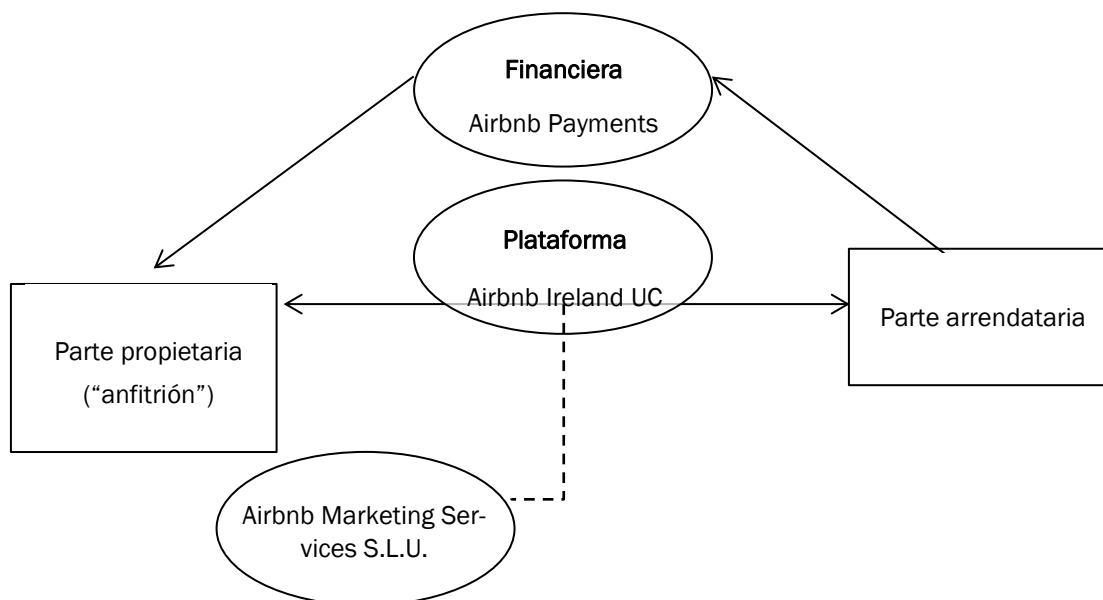 Financiera
Airbnb Payments
Plataforma
Airbnb Ireland UC
Parte propietaria
(“anfitrión”)
Parte arrendataria
Airbnb Marketing Ser-
vices S.L.U.